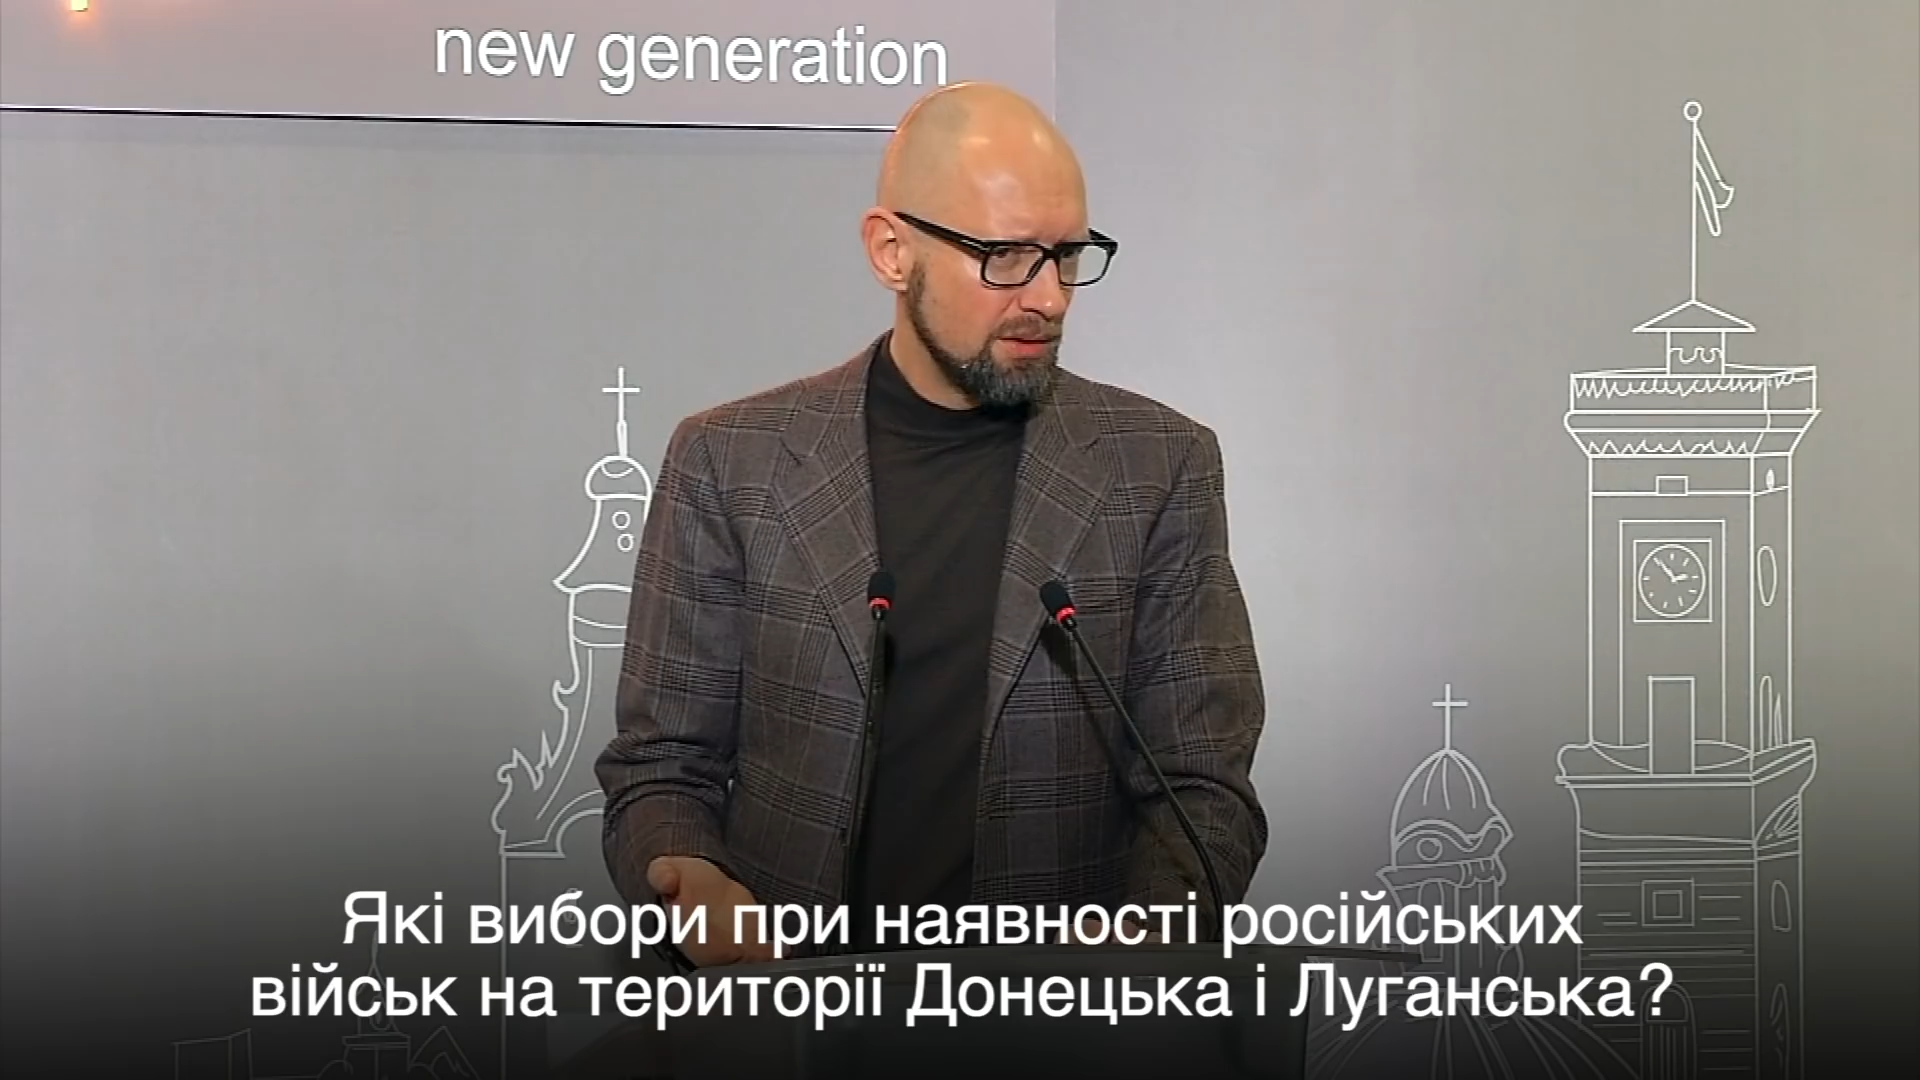 new generation
Які вибори при наявності російських
військ на території Донецька і Луганська?